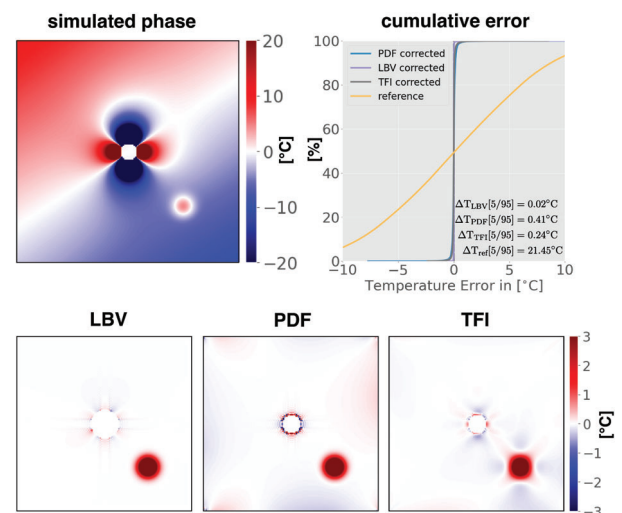 simulated phase
cumulative error
20
10
0
−10
−20
[°C]
[%]
100
80
60
40
20
0
PDF corrected
LBV corrected
TFI corrected
reference
ΔT_LBV[5/95] = 0.02°C
ΔT_PDF[5/95] = 0.41°C
ΔT_TFI[5/95] = 0.24°C
ΔT_ref[5/95] = 21.45°C
−10 −5 0 5 10
Temperature Error in [°C]
LBV PDF TFI
3
2
1
0
−1
−2
−3
[°C]